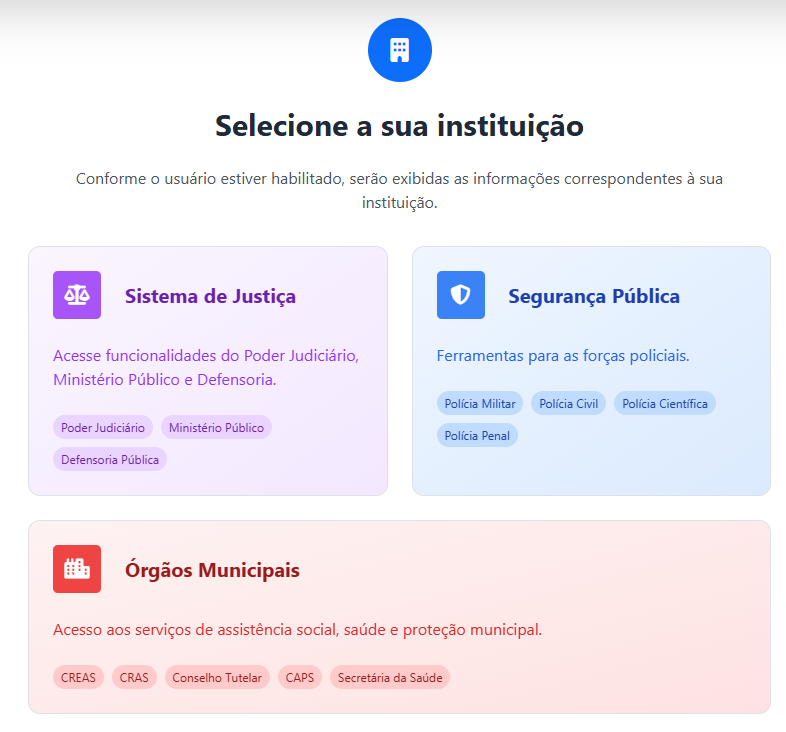 Selecione a sua instituição
Conforme o usuário estiver habilitado, serão exibidas as informações correspondentes à sua
instituição.
Sistema de Justiça
Acesse funcionalidades do Poder Judiciário,
Ministério Público e Defensoria.
Poder Judiciário Ministério Público
Defensoria Pública
Segurança Pública
Ferramentas para as forças policiais.
Polícia Militar Polícia Civil Polícia Científica
Polícia Penal
Órgãos Municipais
Acesso aos serviços de assistência social, saúde e proteção municipal.
CREAS CRAS Conselho Tutelar CAPS Secretária da Saúde